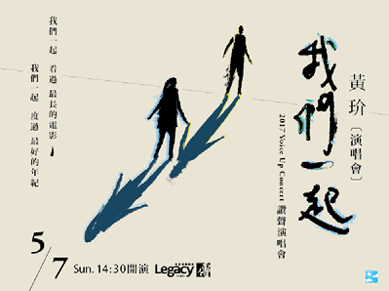 我們一起
黃玠〔演唱會〕
2017 Voice Up Concert 讚聲演唱會
我們一起 看過 最長的電影
我們一起 度過 最好的年紀
5/7 Sun. 14:30開演 Legacy